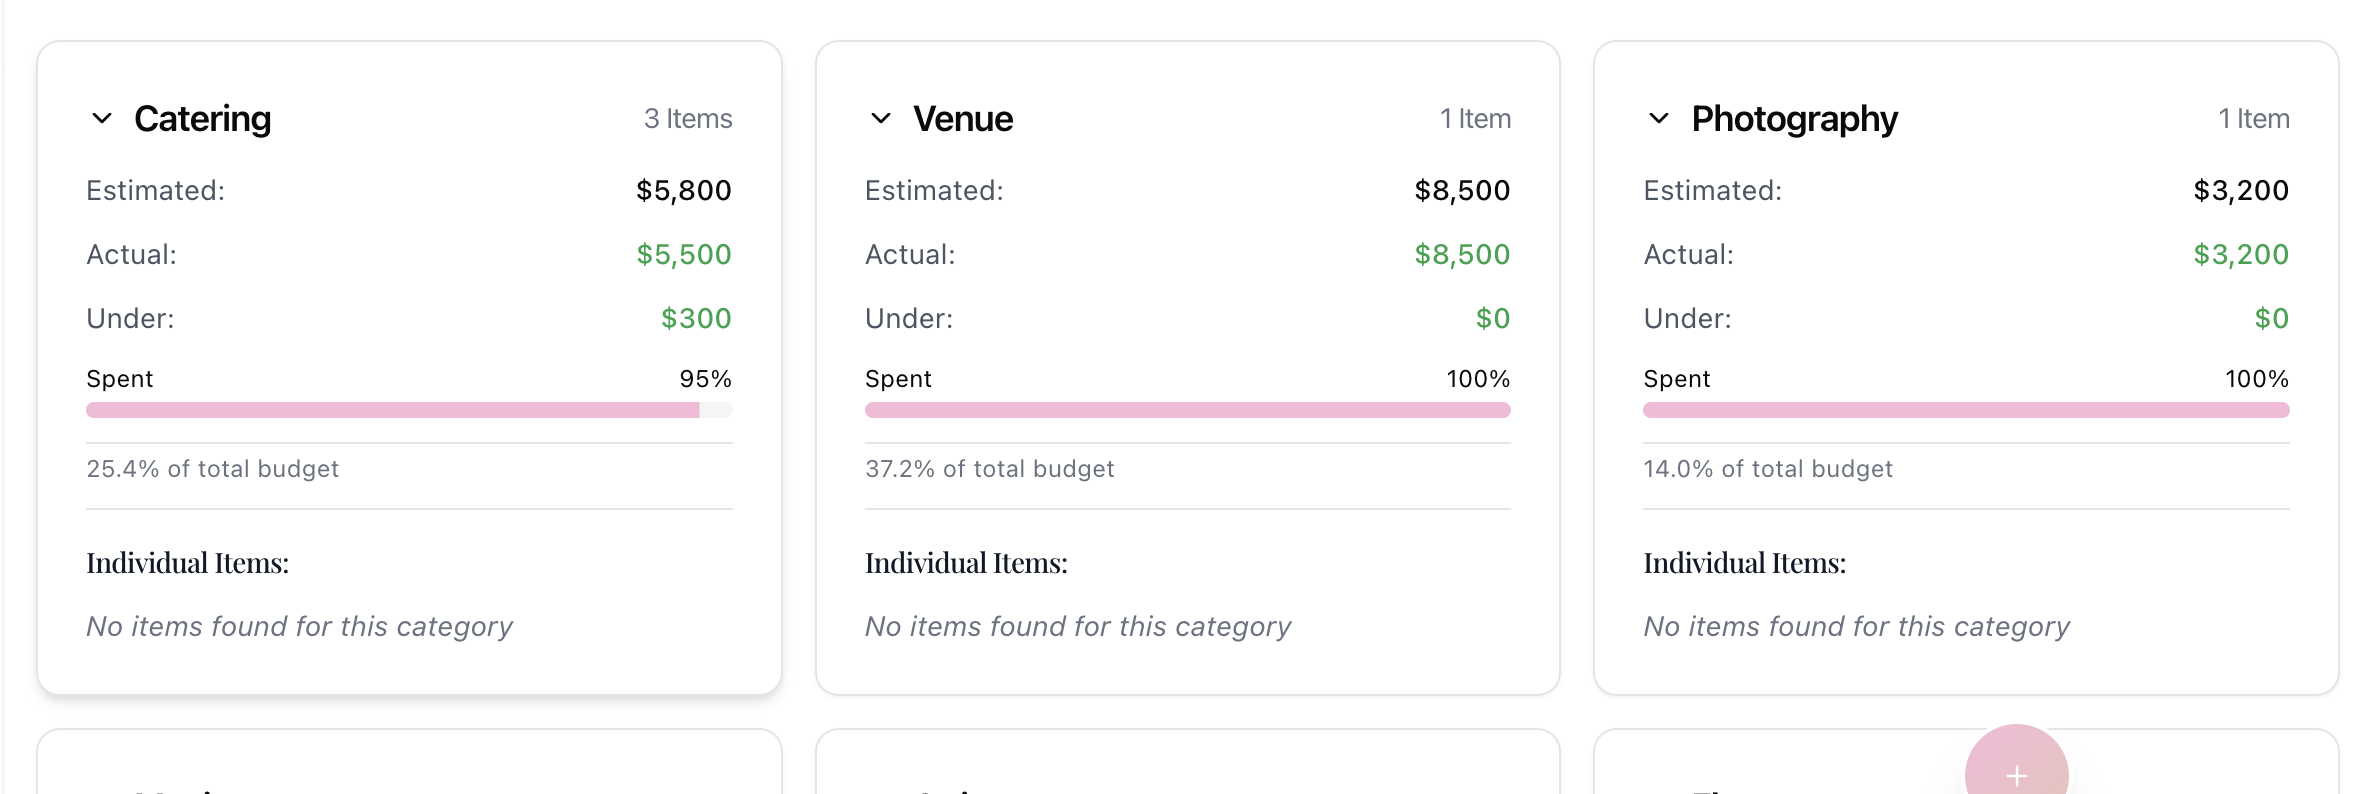 Catering 3 Items
Estimated: $5,800
Actual: $5,500
Under: $300
Spent 95%
25.4% of total budget
Individual Items:
No items found for this category
Venue 1 Item
Estimated: $8,500
Actual: $8,500
Under: $0
Spent 100%
37.2% of total budget
Individual Items:
No items found for this category
Photography 1 Item
Estimated: $3,200
Actual: $3,200
Under: $0
Spent 100%
14.0% of total budget
Individual Items:
No items found for this category
+